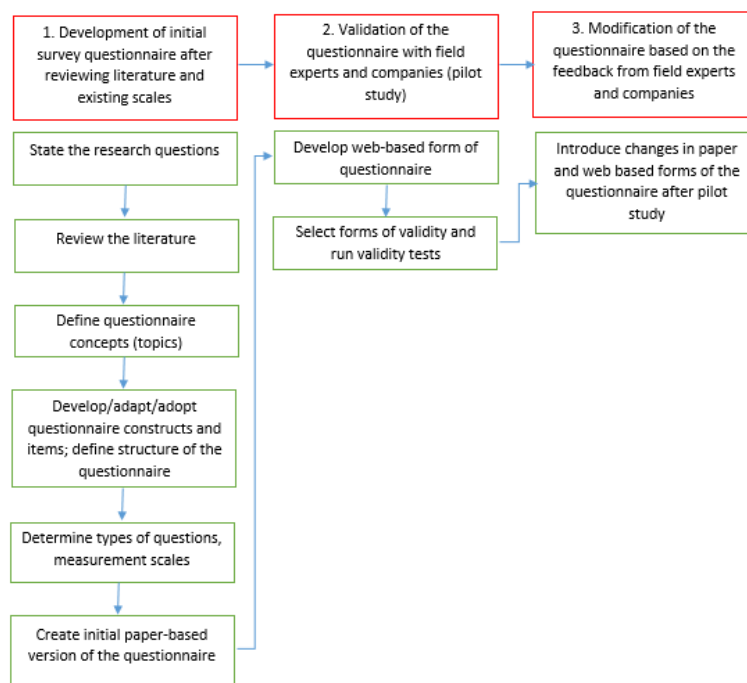 1. Development of initial
survey questionnaire after
reviewing literature and
existing scales
2. Validation of the
questionnaire with field
experts and companies (pilot
study)
3. Modification of the
questionnaire based on the
feedback from field experts
and companies
State the research questions
Review the literature
Define questionnaire
concepts (topics)
Develop/adapt/adopt
questionnaire constructs and
items; define structure of the
questionnaire
Determine types of questions,
measurement scales
Create initial paper-based
version of the questionnaire
Develop web-based form of
questionnaire
Select forms of validity and
run validity tests
Introduce changes in paper
and web based forms of the
questionnaire after pilot
study